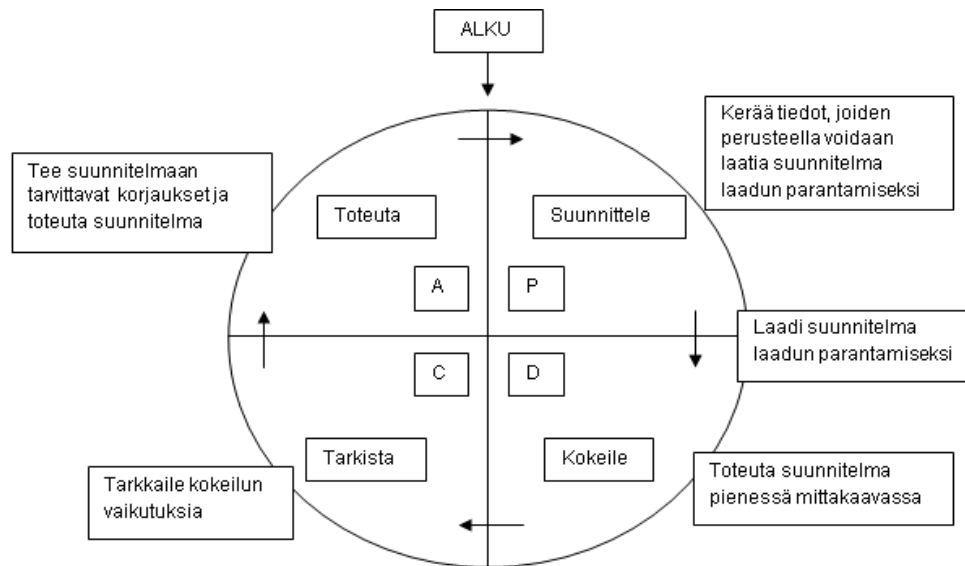 ALKU
Kerää tiedot, joiden
perusteella voidaan
laatia suunnitelma
laadun parantamiseksi
Tee suunnitelmaan
tarvittavat korjaukset ja
toteuta suunnitelma
Toteuta
Suunnittele
A
P
Laadi suunnitelma
laadun parantamiseksi
C
D
Tarkista
Kokeile
Tarkkaile kokeilun
vaikutuksia
Toteuta suunnitelma
pienessä mittakaavassa